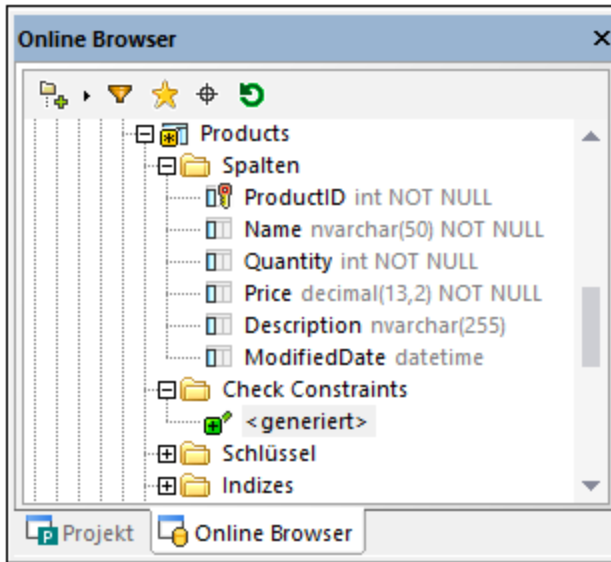 Online Browser
Products
Spalten
ProductID int NOT NULL
Name nvarchar(50) NOT NULL
Quantity int NOT NULL
Price decimal(13,2) NOT NULL
Description nvarchar(255)
ModifiedDate datetime
Check Constraints
<generiert>
Schlüssel
Indizes
Projekt Online Browser